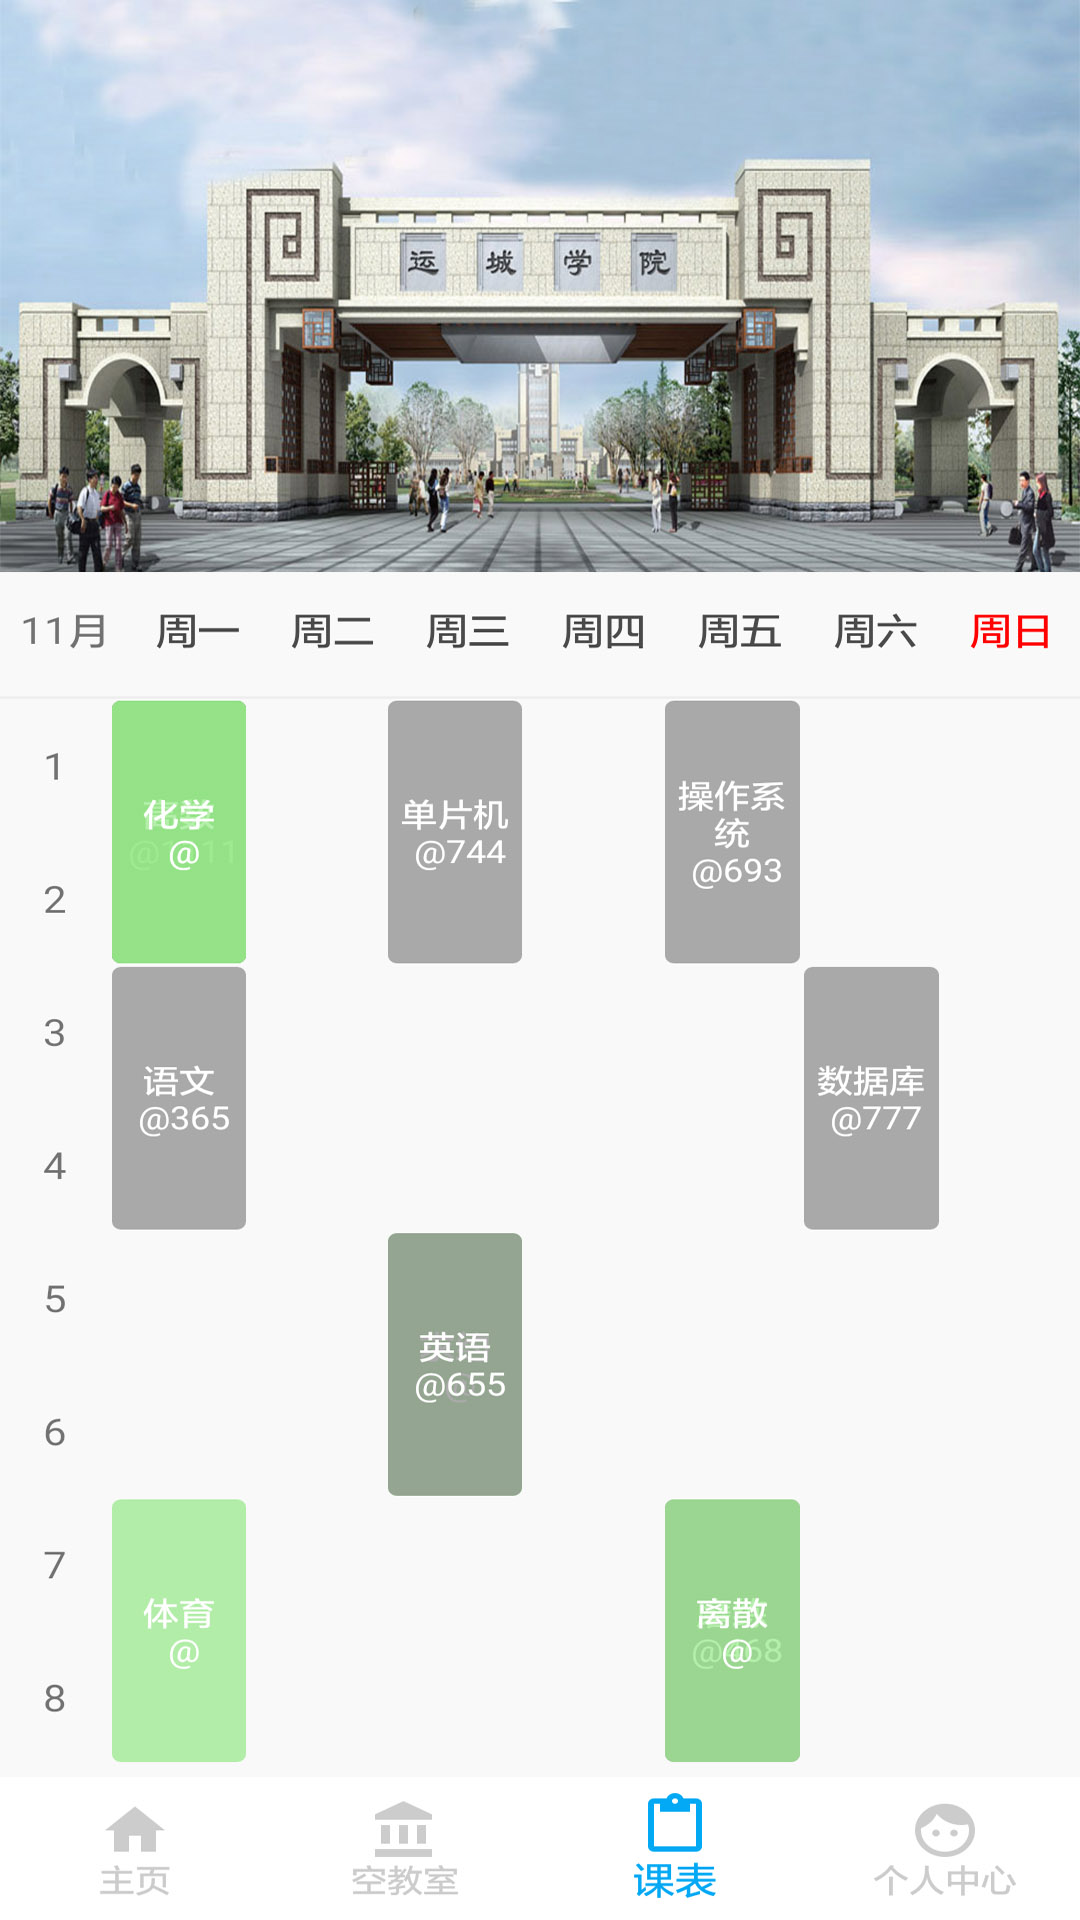 运城学院
11月 周一 周二 周三 周四 周五 周六 周日
1
化学
@
单片机
@744
操作系
统
@693
2
3
语文
@365
数据库
@777
4
5
英语
@655
6
7
体育
@
离散
@
8
主页 空教室 课表 个人中心